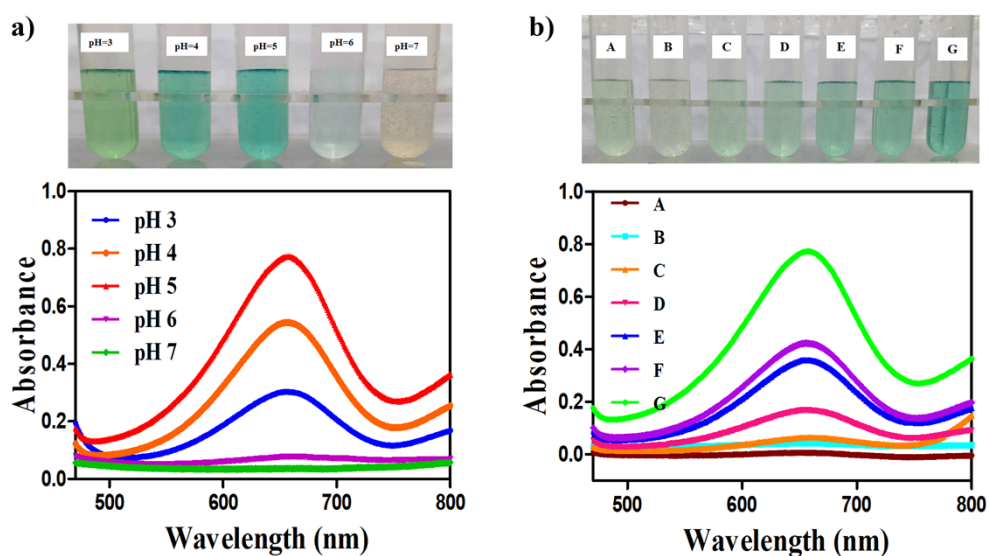 a)
pH=3 pH=4 pH=5 pH=6 pH=7
1.0
0.8
0.6
0.4
0.2
0.0
Absorbance
pH 3
pH 4
pH 5
pH 6
pH 7
500 600 700 800
Wavelength (nm)
b)
A B C D E F G
1.0
0.8
0.6
0.4
0.2
0.0
Absorbance
A
B
C
D
E
F
G
500 600 700 800
Wavelength (nm)